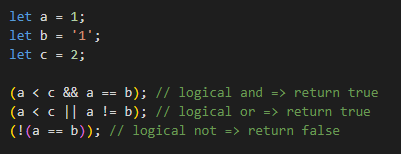 let a = 1;
let b = '1';
let c = 2;
(a < c && a == b); // logical and => return true
(a < c || a != b); // logical or => return true
(!(a == b)); // logical not => return false